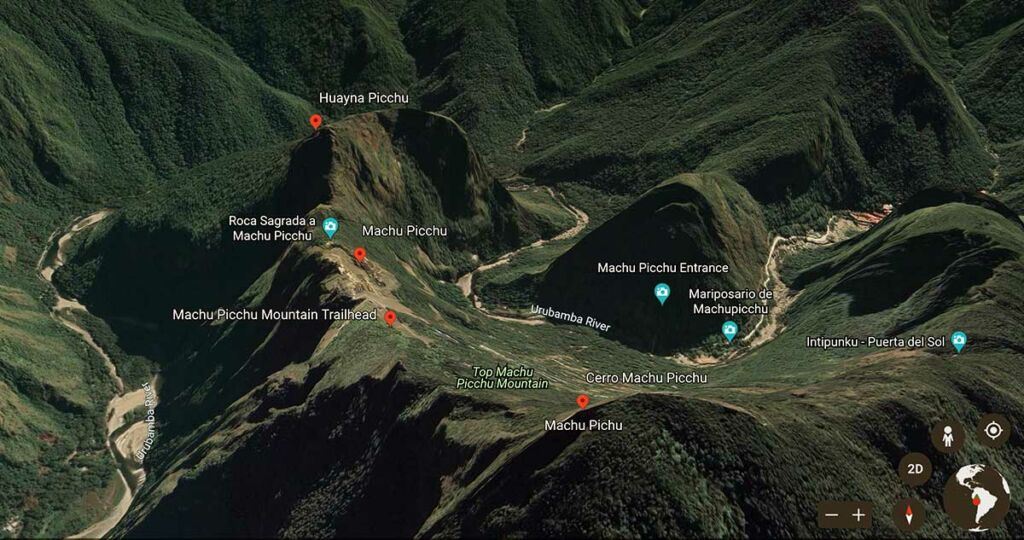 Huayna Picchu
Roca Sagrada a
Machu Picchu
Machu Picchu
Machu Picchu Entrance
Mariposario de
Machupicchu
Machu Picchu Mountain Trailhead
Urubamba River
Intipunku - Puerta del Sol
Top Machu
Picchu Mountain
Cerro Machu Picchu
Urubamba River
Machu Pichu
2D